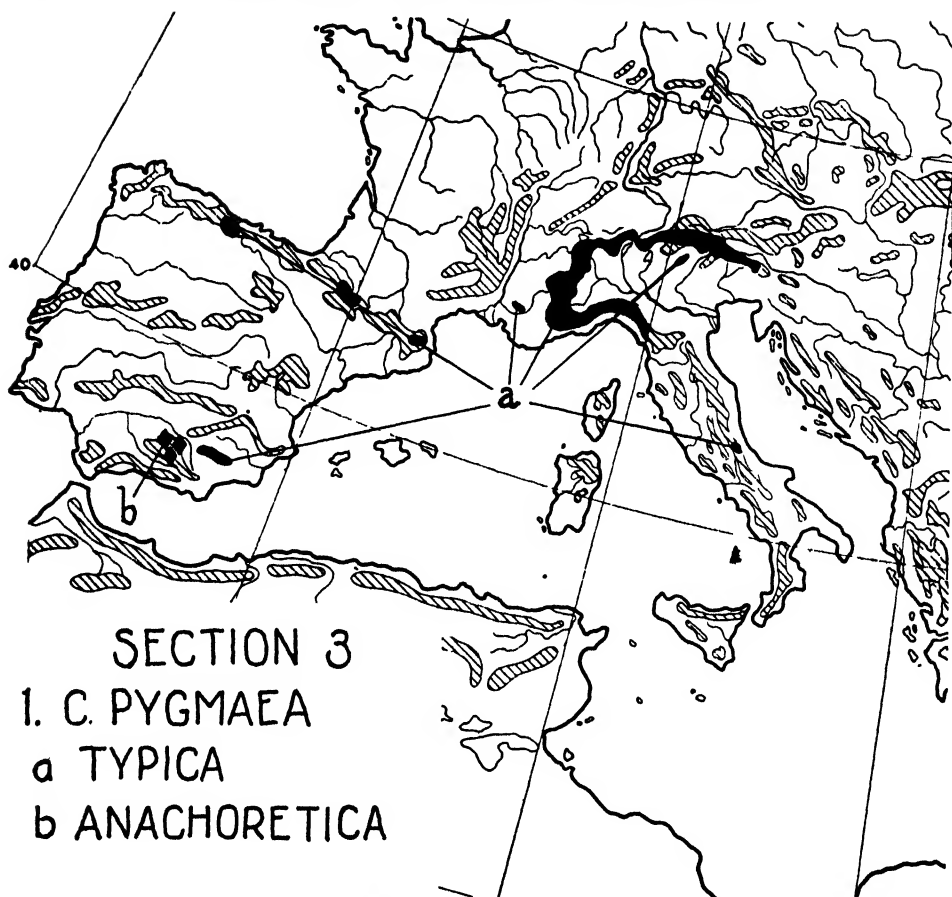 40
a
b
SECTION 3
1. C. PYGMAEA
a TYPICA
b ANACHORETICA